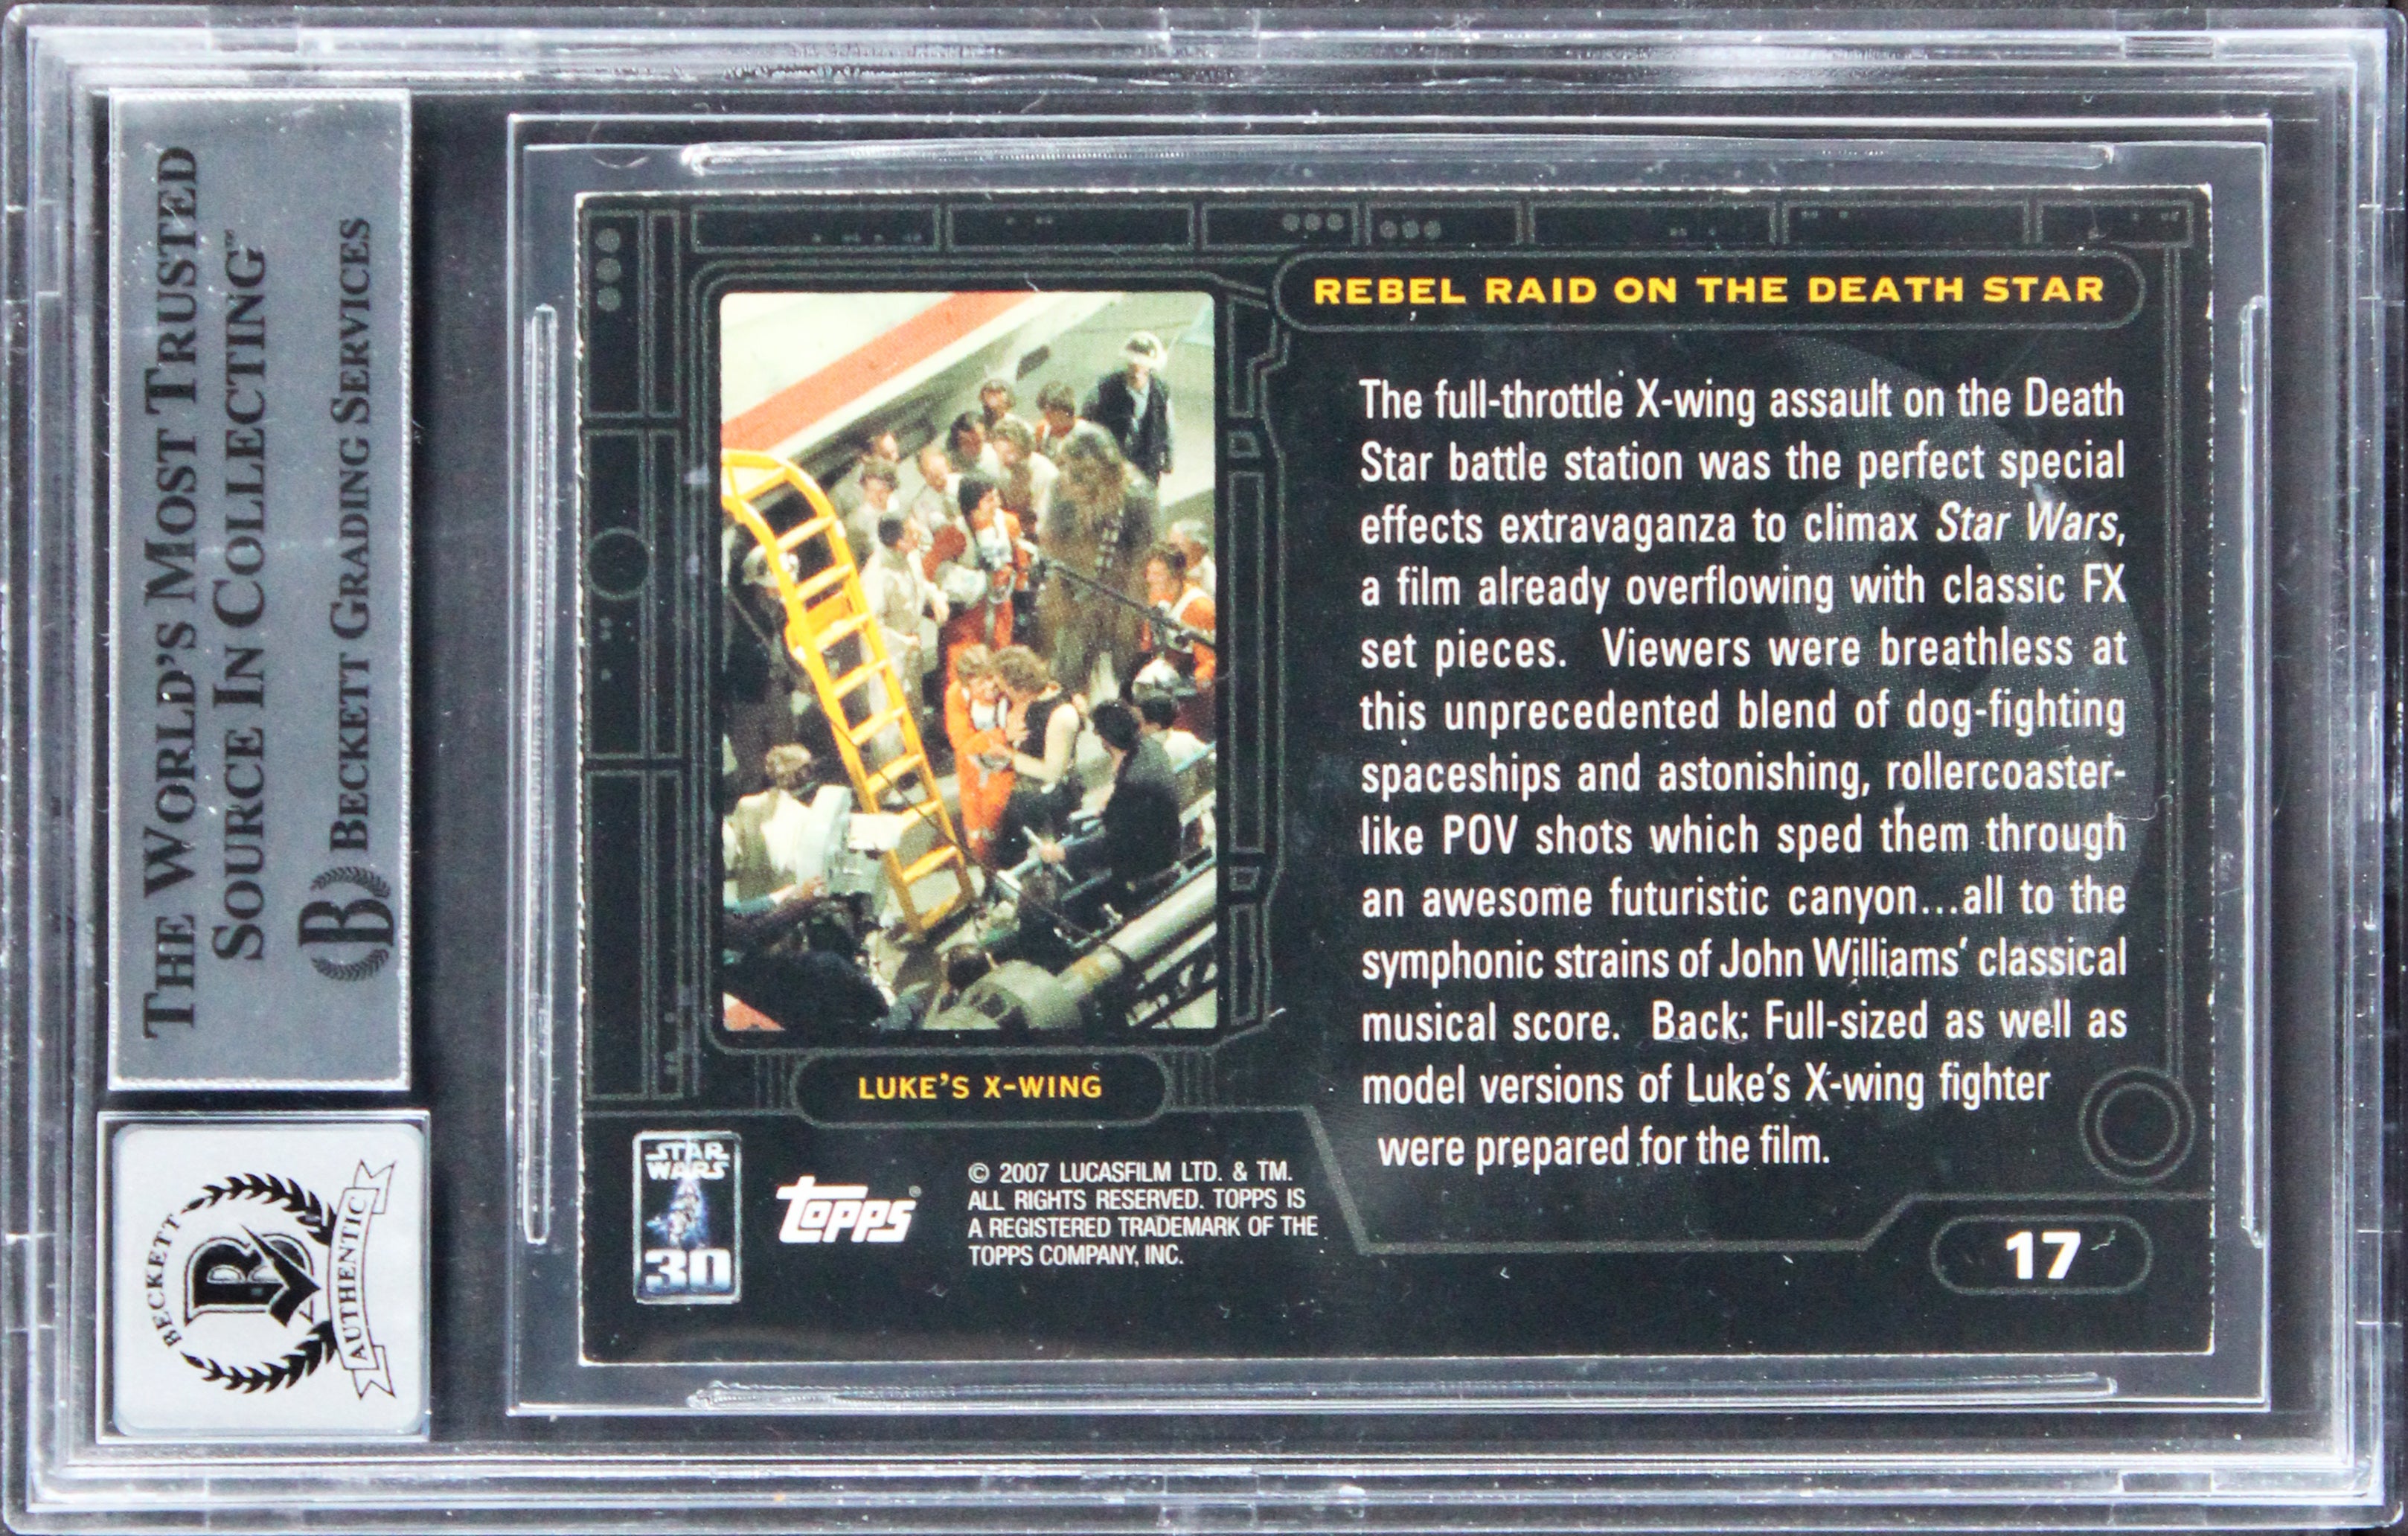 THE WORLD'S MOST TRUSTED
SOURCE IN COLLECTING™
BECKETT GRADING SERVICES
BECKETT
AUTHENTIC
REBEL RAID ON THE DEATH STAR
The full-throttle X-wing assault on the Death
Star battle station was the perfect special
effects extravaganza to climax Star Wars,
a film already overflowing with classic FX
set pieces. Viewers were breathless at
this unprecedented blend of dog-fighting
spaceships and astonishing, rollercoaster-
like POV shots which sped them through
an awesome futuristic canyon...all to the
symphonic strains of John Williams' classical
musical score. Back: Full-sized as well as
model versions of Luke's X-wing fighter
were prepared for the film.
LUKE'S X-WING
STAR
WARS
30
topps®
© 2007 LUCASFILM LTD. & TM.
ALL RIGHTS RESERVED. TOPPS IS
A REGISTERED TRADEMARK OF THE
TOPPS COMPANY, INC.
17